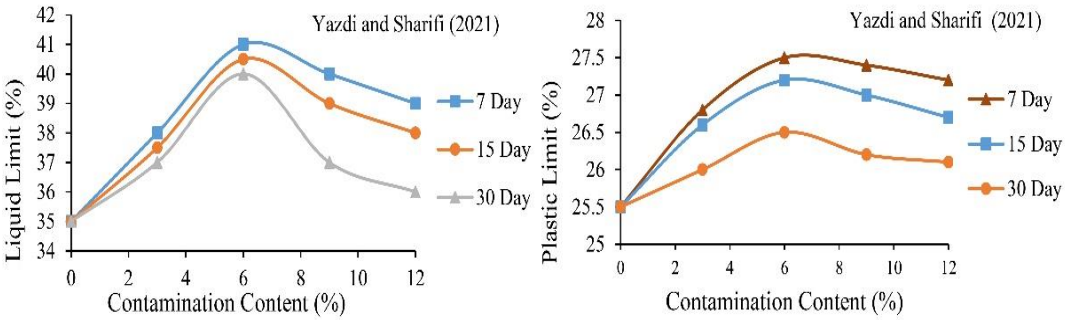 Yazdi and Sharifi (2021)
Liquid Limit (%)
41
40
39
38
37
36
35
34
0 2 4 6 8 10 12
Contamination Content (%)
7 Day
15 Day
30 Day
Yazdi and Sharifi (2021)
Plastic Limit (%)
28
27.5
27
26.5
26
25.5
25
0 2 4 6 8 10 12
Contamination Content (%)
7 Day
15 Day
30 Day